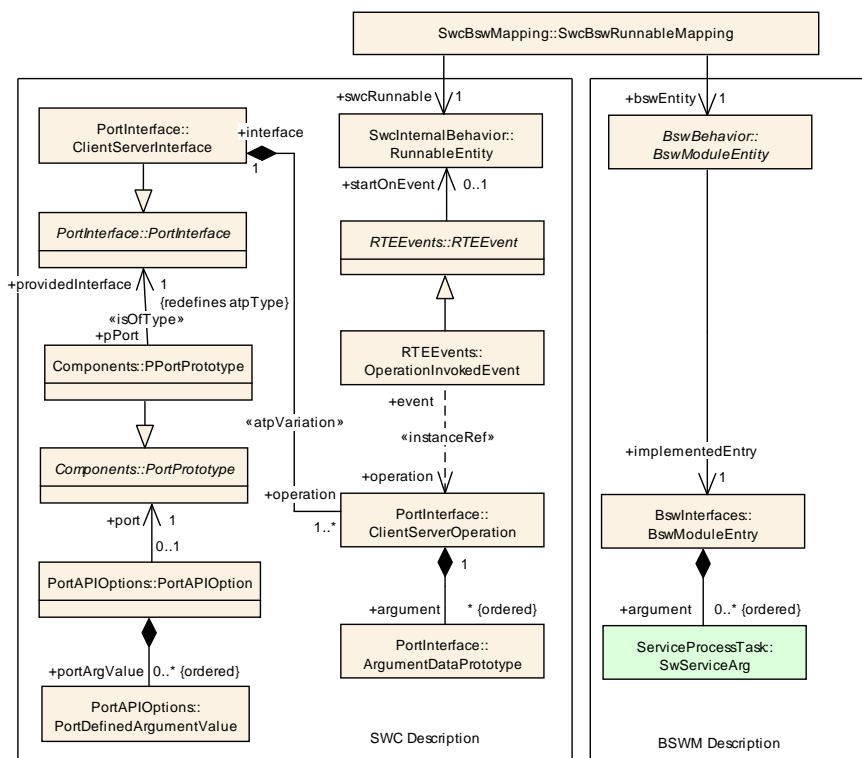 SwcBswMapping::SwcBswRunnableMapping
+swcRunnable 1
+bswEntity 1
PortInterface::
ClientServerInterface
+interface
1
SwcInternalBehavior::
RunnableEntity
BswBehavior::
BswModuleEntity
+startOnEvent 0..1
PortInterface::PortInterface
RTEEvents::RTEEvent
+providedInterface 1
{redefines atpType}
«isOfType»
+pPort
Components::PPortPrototype
RTEEvents::
OperationInvokedEvent
+event
«atpVariation»
«instanceRef»
Components::PortPrototype
+implementedEntry
1
+operation
+operation
1..*
PortInterface::
ClientServerOperation
BswInterfaces::
BswModuleEntry
+port 1
0..1
PortAPIOptions::PortAPIOption
1
+argument * {ordered}
+argument 0..* {ordered}
PortInterface::
ArgumentDataPrototype
ServiceProcessTask::
SwServiceArg
+portArgValue 0..* {ordered}
PortAPIOptions::
PortDefinedArgumentValue
SWC Description
BSWM Description